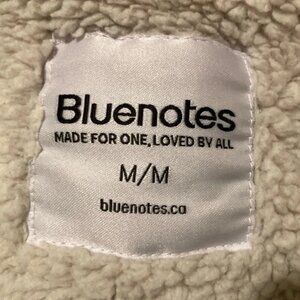 Bluenotes
MADE FOR ONE, LOVED BY ALL
M/M
bluenotes.ca